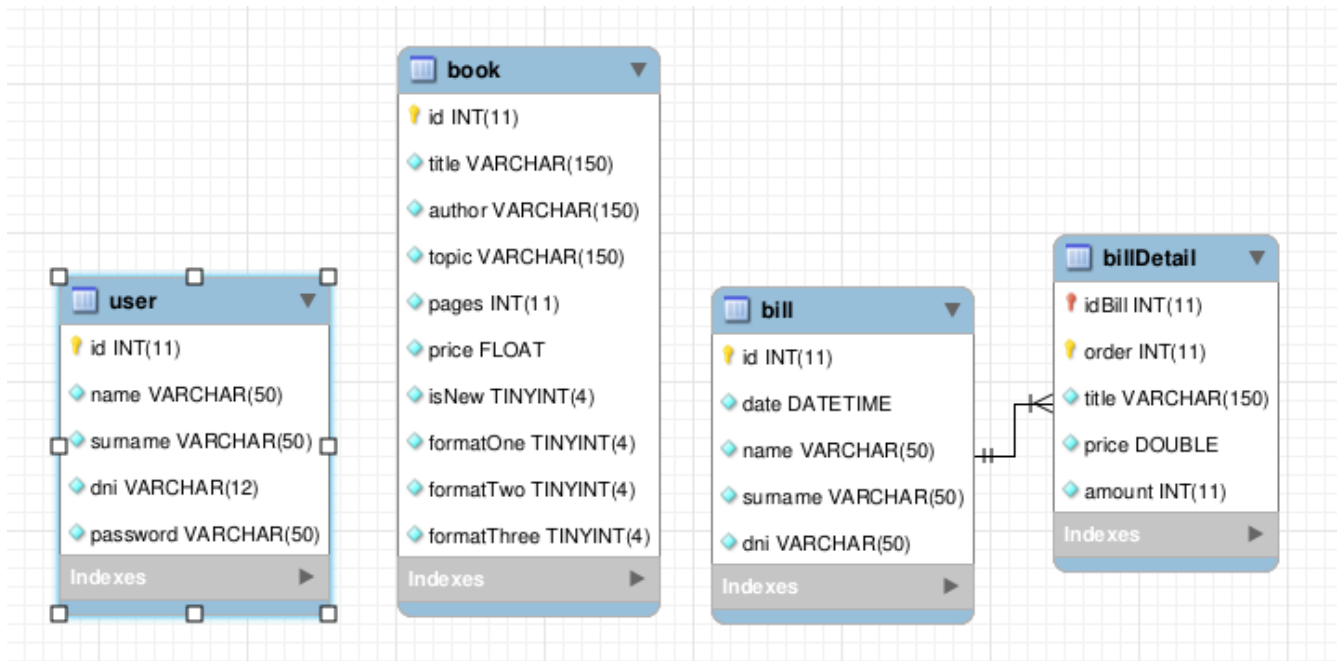 user
id INT(11)
name VARCHAR(50)
surname VARCHAR(50)
dni VARCHAR(12)
password VARCHAR(50)
Indexes
book
id INT(11)
title VARCHAR(150)
author VARCHAR(150)
topic VARCHAR(150)
pages INT(11)
price FLOAT
isNew TINYINT(4)
formatOne TINYINT(4)
formatTwo TINYINT(4)
formatThree TINYINT(4)
Indexes
bill
id INT(11)
date DATETIME
name VARCHAR(50)
surname VARCHAR(50)
dni VARCHAR(50)
Indexes
billDetail
idBill INT(11)
order INT(11)
title VARCHAR(150)
price DOUBLE
amount INT(11)
Indexes